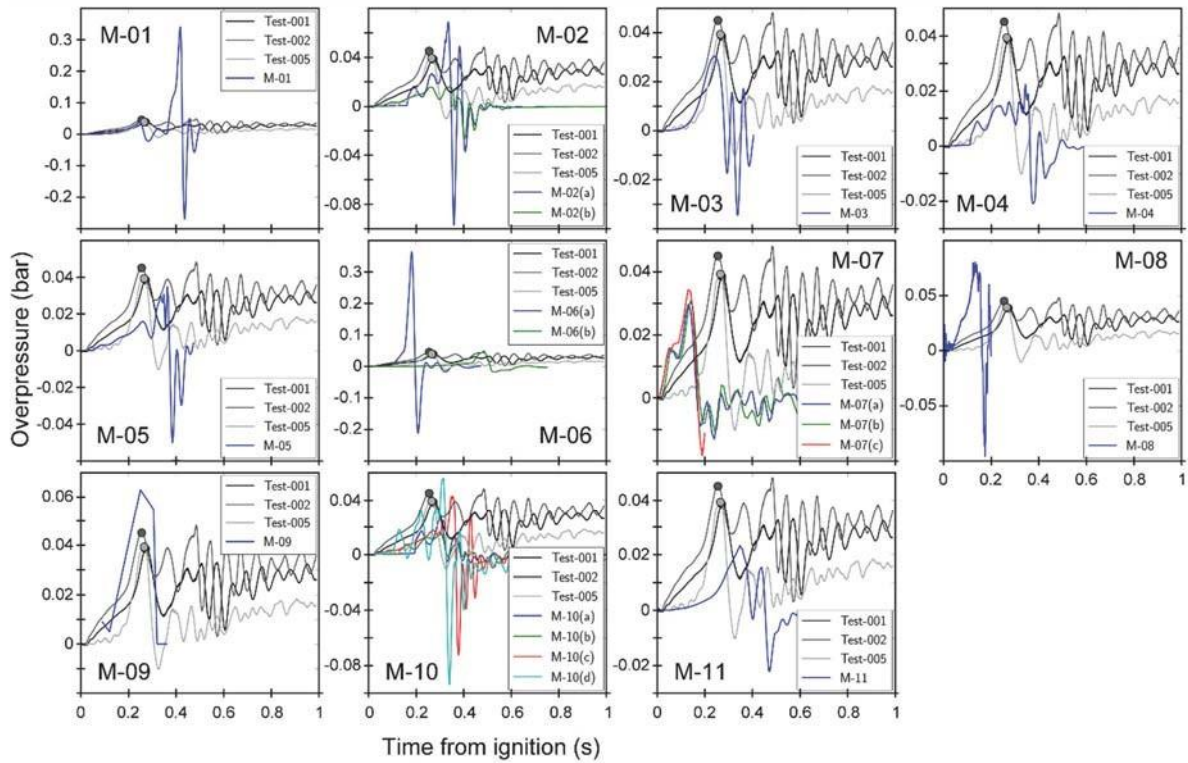 M-01
Test-001
Test-002
Test-005
M-01
0.3
0.2
0.1
0
-0.1
-0.2
M-02
Test-001
Test-002
Test-005
M-02(a)
M-02(b)
0.04
0
-0.04
-0.08
M-03
Test-001
Test-002
Test-005
M-03
0.04
0.02
0
-0.02
M-04
Test-001
Test-002
Test-005
M-04
0.04
0.02
0
-0.02
M-05
Test-001
Test-002
Test-005
M-05
0.04
0.02
0
-0.02
-0.04
M-06
Test-001
Test-002
Test-005
M-06(a)
M-06(b)
0.3
0.2
0.1
0
-0.1
-0.2
M-07
Test-001
Test-002
Test-005
M-07(a)
M-07(b)
M-07(c)
0.04
0.02
0
M-08
Test-001
Test-002
Test-005
M-08
0.05
0
-0.05
0 0.2 0.4 0.6 0.8 1
M-09
Test-001
Test-002
Test-005
M-09
0.06
0.04
0.02
0
0 0.2 0.4 0.6 0.8 1
M-10
Test-001
Test-002
Test-005
M-10(a)
M-10(b)
M-10(c)
M-10(d)
0.04
0
-0.04
-0.08
0 0.2 0.4 0.6 0.8 1
M-11
Test-001
Test-002
Test-005
M-11
0.04
0.02
0
-0.02
0 0.2 0.4 0.6 0.8 1
Overpressure (bar)
Time from ignition (s)